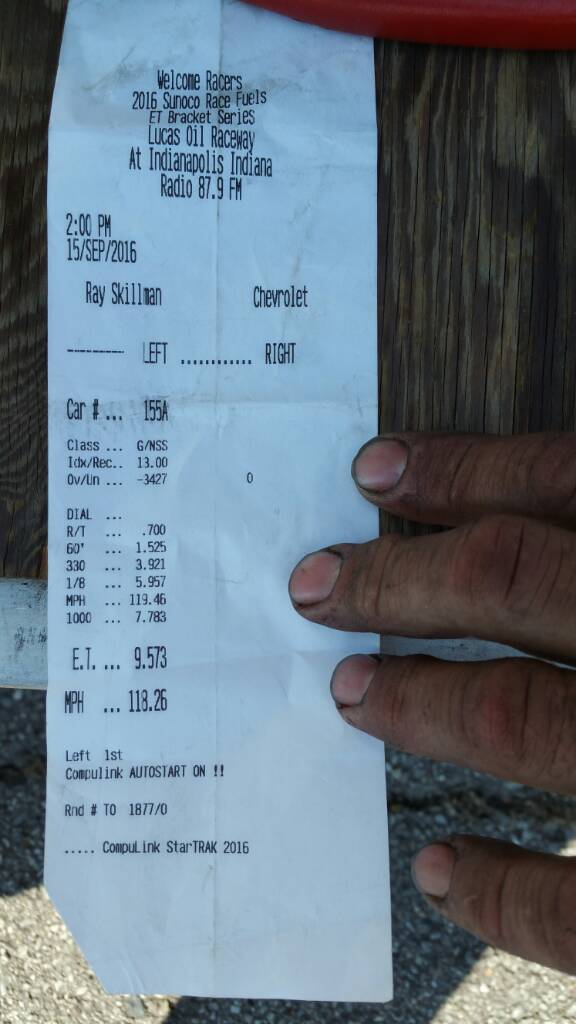 Welcome Racers
2016 Sunoco Race Fuels
ET Bracket Series
Lucas Oil Raceway
At Indianapolis Indiana
Radio 87.9 FM
2:00 PM
15/SEP/2016
Ray Skillman Chevrolet
---------- LEFT ............ RIGHT
Car # ... 155A
Class ... G/NSS
Idx/Rec.. 13.00
Ov/Un ... -3427 0
DIAL ...
R/T ... .700
60' ... 1.525
330 ... 3.921
1/8 ... 5.957
MPH ... 119.46
1000 ... 7.783
E.T. ... 9.573
MPH ... 118.26
Left 1st
Compulink AUTOSTART ON !!
Rnd # TO 1877/0
..... CompuLink StarTRAK 2016